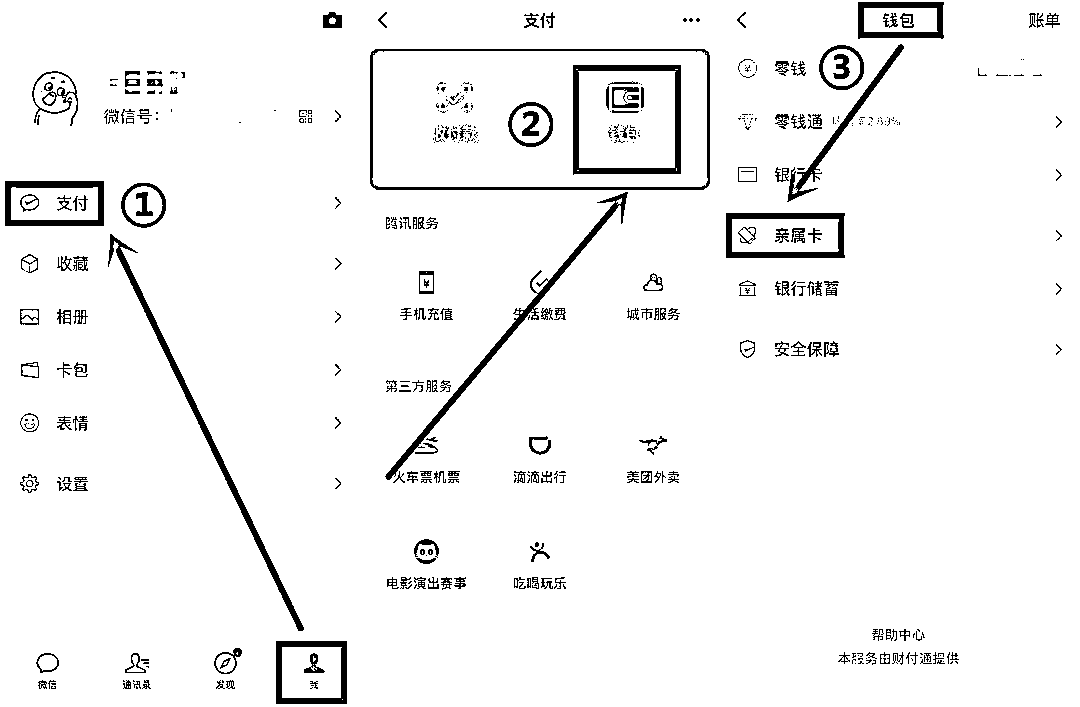 微信号:
支付
①
收藏
相册
卡包
表情
设置
微信
通讯录
发现
我
支付
收付款
②
钱包
腾讯服务
手机充值
生活缴费
城市服务
第三方服务
火车票机票
滴滴出行
美团外卖
电影演出赛事
吃喝玩乐
钱包
账单
零钱
③
零钱通
银行卡
亲属卡
银行储蓄
安全保障
帮助中心
本服务由财付通提供